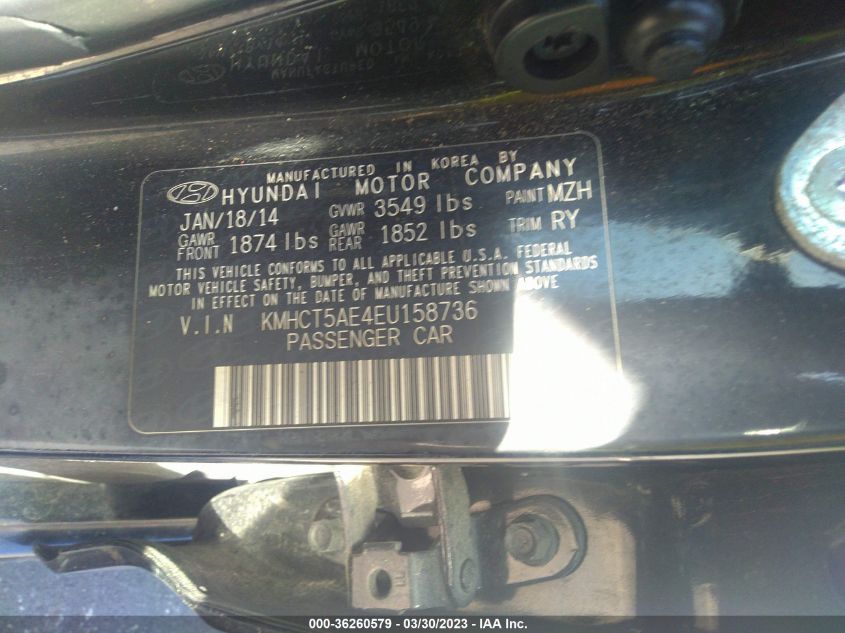 MANUFACTURED IN KOREA BY
HYUNDAI MOTOR COMPANY
JAN/18/14 GVWR 3549 lbs PAINT MZH
GAWR FRONT 1874 lbs GAWR REAR 1852 lbs TRIM RY
THIS VEHICLE CONFORMS TO ALL APPLICABLE U.S.A. FEDERAL
MOTOR VEHICLE SAFETY, BUMPER, AND THEFT PREVENTION STANDARDS
IN EFFECT ON THE DATE OF MANUFACTURE SHOWN ABOVE
V.I.N KMHCT5AE4EU158736
PASSENGER CAR
000-36260579 - 03/30/2023 - IAA Inc.